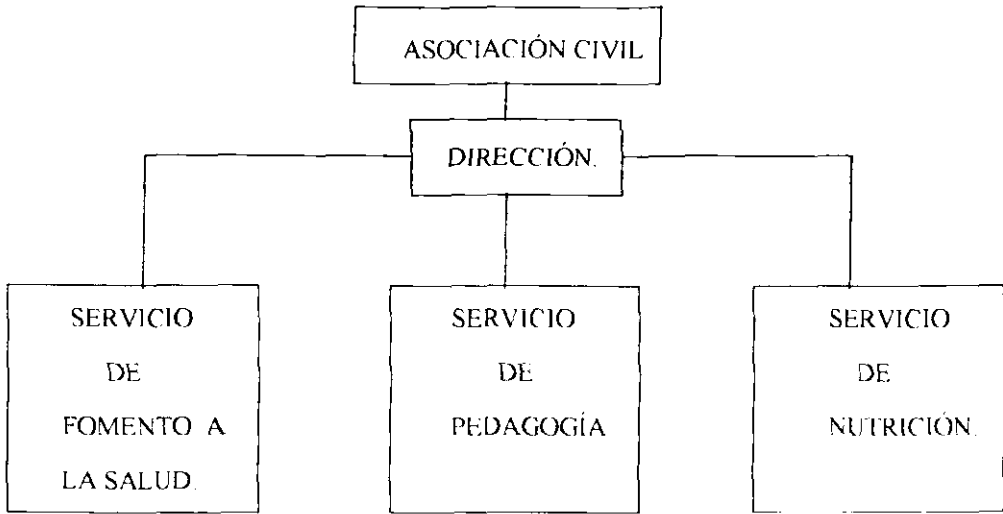 ASOCIACIÓN CIVIL
DIRECCIÓN.
SERVICIO
DE
FOMENTO A
LA SALUD.
SERVICIO
DE
PEDAGOGÍA
SERVICIO
DE
NUTRICIÓN.